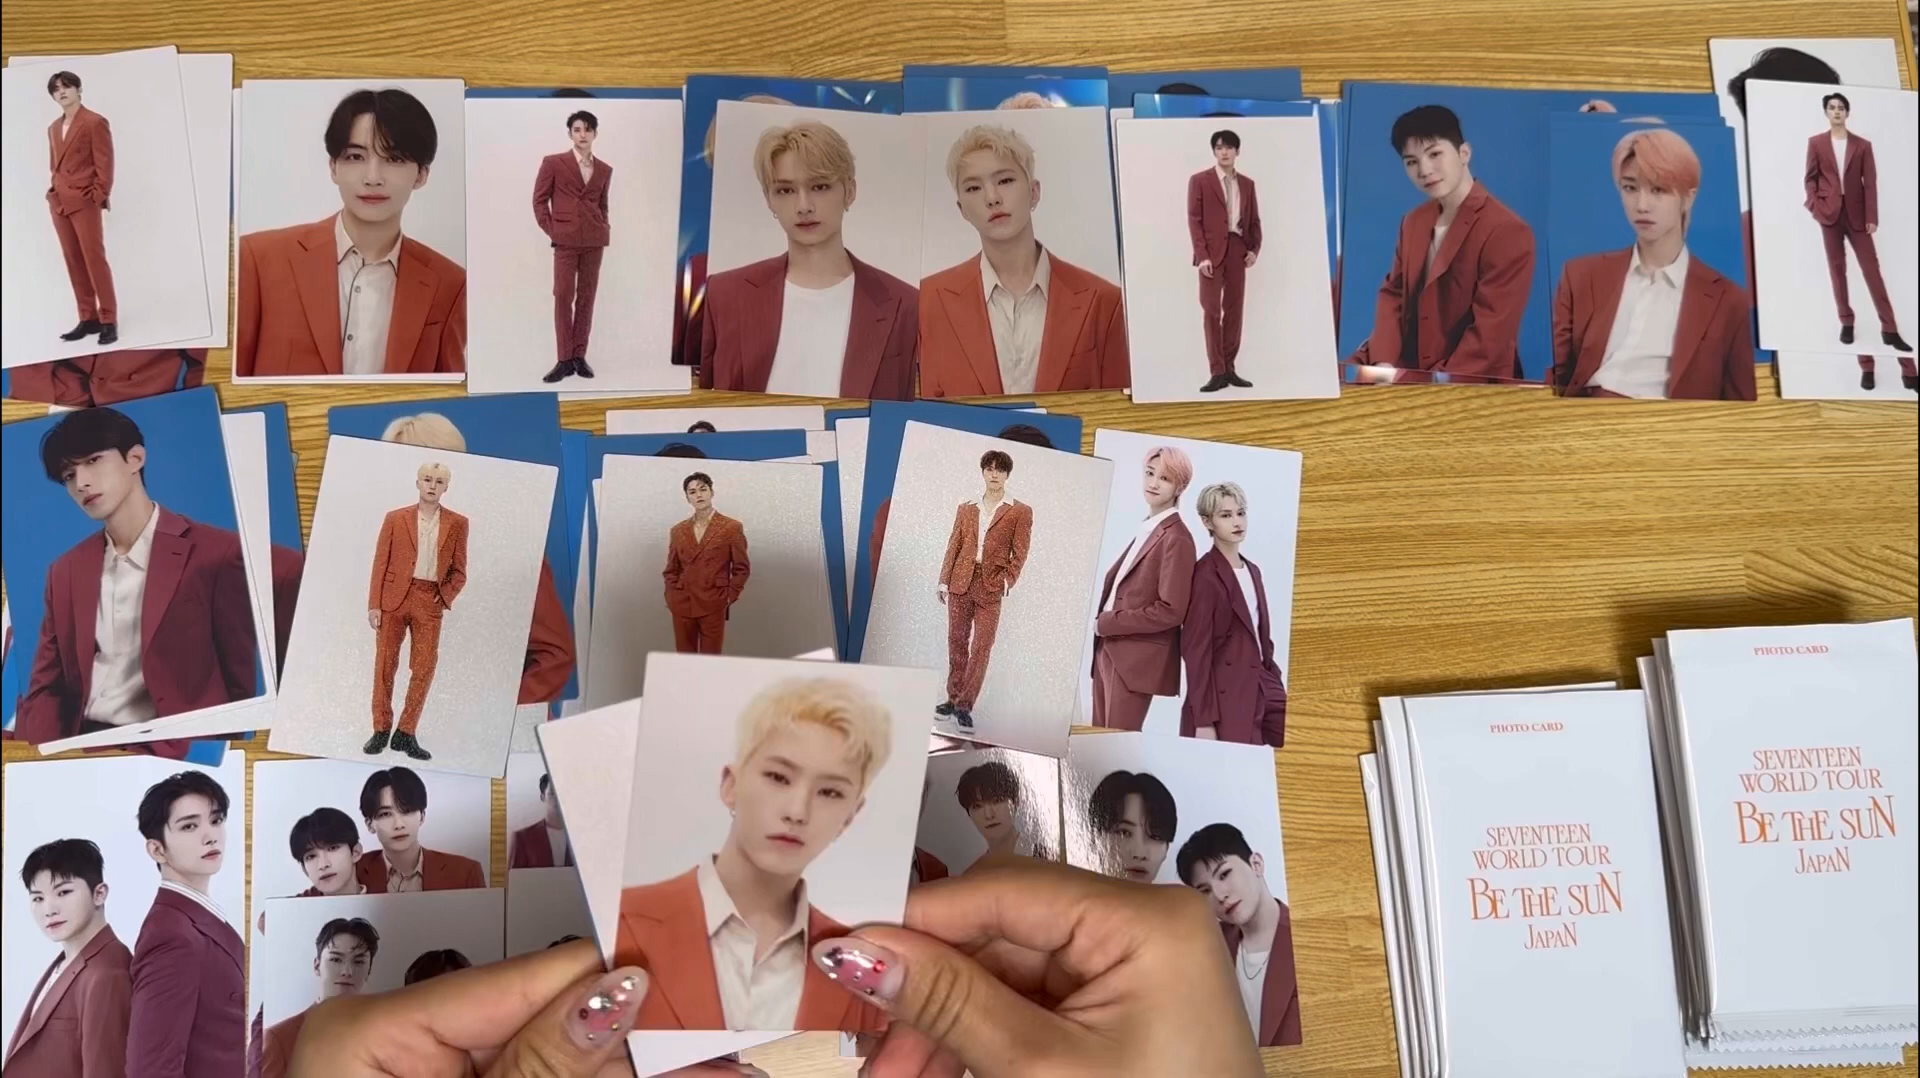 PHOTO CARD
SEVENTEEN
WORLD TOUR
BE THE SUN
JAPAN
PHOTO CARD
SEVENTEEN
WORLD TOUR
BE THE SUN
JAPAN